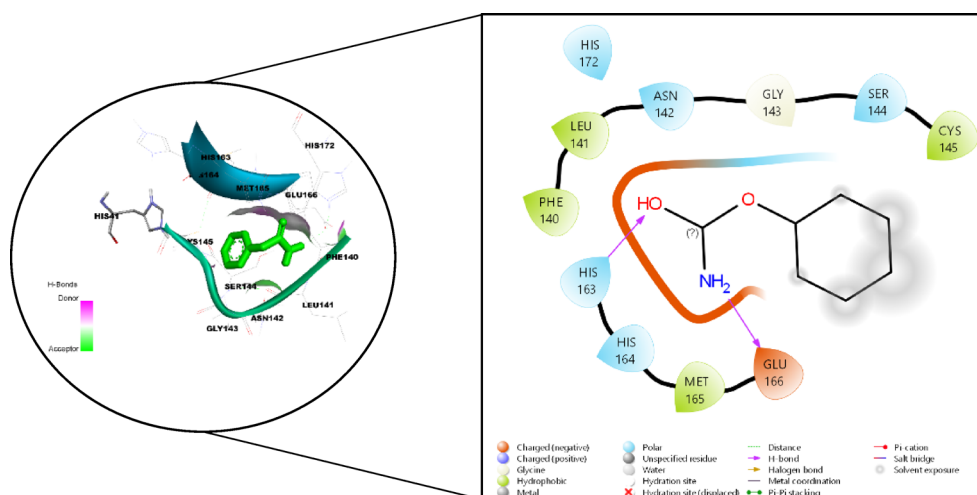 HIS163
HIS172
MET165
GLU166
HIS41
PHE140
SER144
LEU141
ASN142
GLY143
H-Bonds
Donor
Acceptor
HIS
172
ASN
142
GLY
143
SER
144
LEU
141
CYS
145
PHE
140
HO
O
(?)
NH2
HIS
163
HIS
164
MET
165
GLU
166
Charged (negative)
Charged (positive)
Glycine
Hydrophobic
Metal
Polar
Unspecified residue
Water
Hydration site
Hydration site (displaced)
Distance
H-bond
Halogen bond
Metal coordination
Pi-Pi stacking
Pi-cation
Salt bridge
Solvent exposure